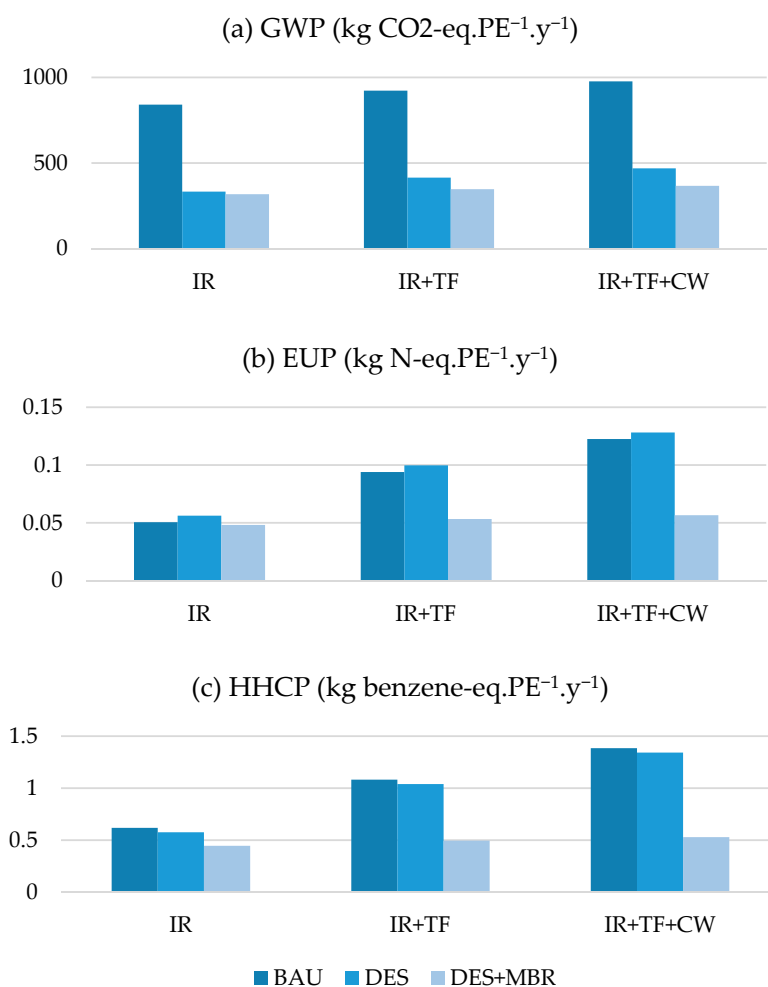 (a) GWP (kg CO2-eq.PE⁻¹.y⁻¹)
1000
500
0
IR IR+TF IR+TF+CW
(b) EUP (kg N-eq.PE⁻¹.y⁻¹)
0.15
0.1
0.05
0
IR IR+TF IR+TF+CW
(c) HHCP (kg benzene-eq.PE⁻¹.y⁻¹)
1.5
1
0.5
0
IR IR+TF IR+TF+CW
BAU DES DES+MBR